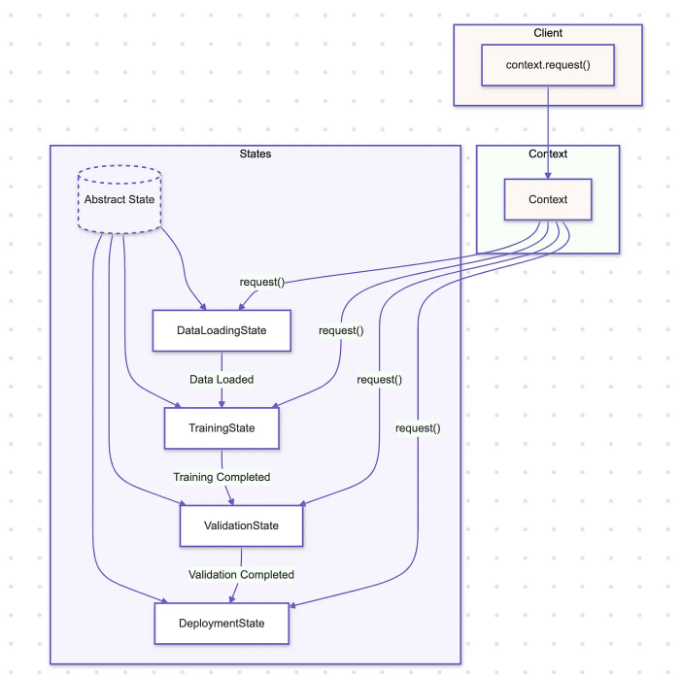 Client
context.request()
States
Context
Abstract State
Context
request()
DataLoadingState
request()
Data Loaded
request()
TrainingState
request()
Training Completed
ValidationState
Validation Completed
DeploymentState